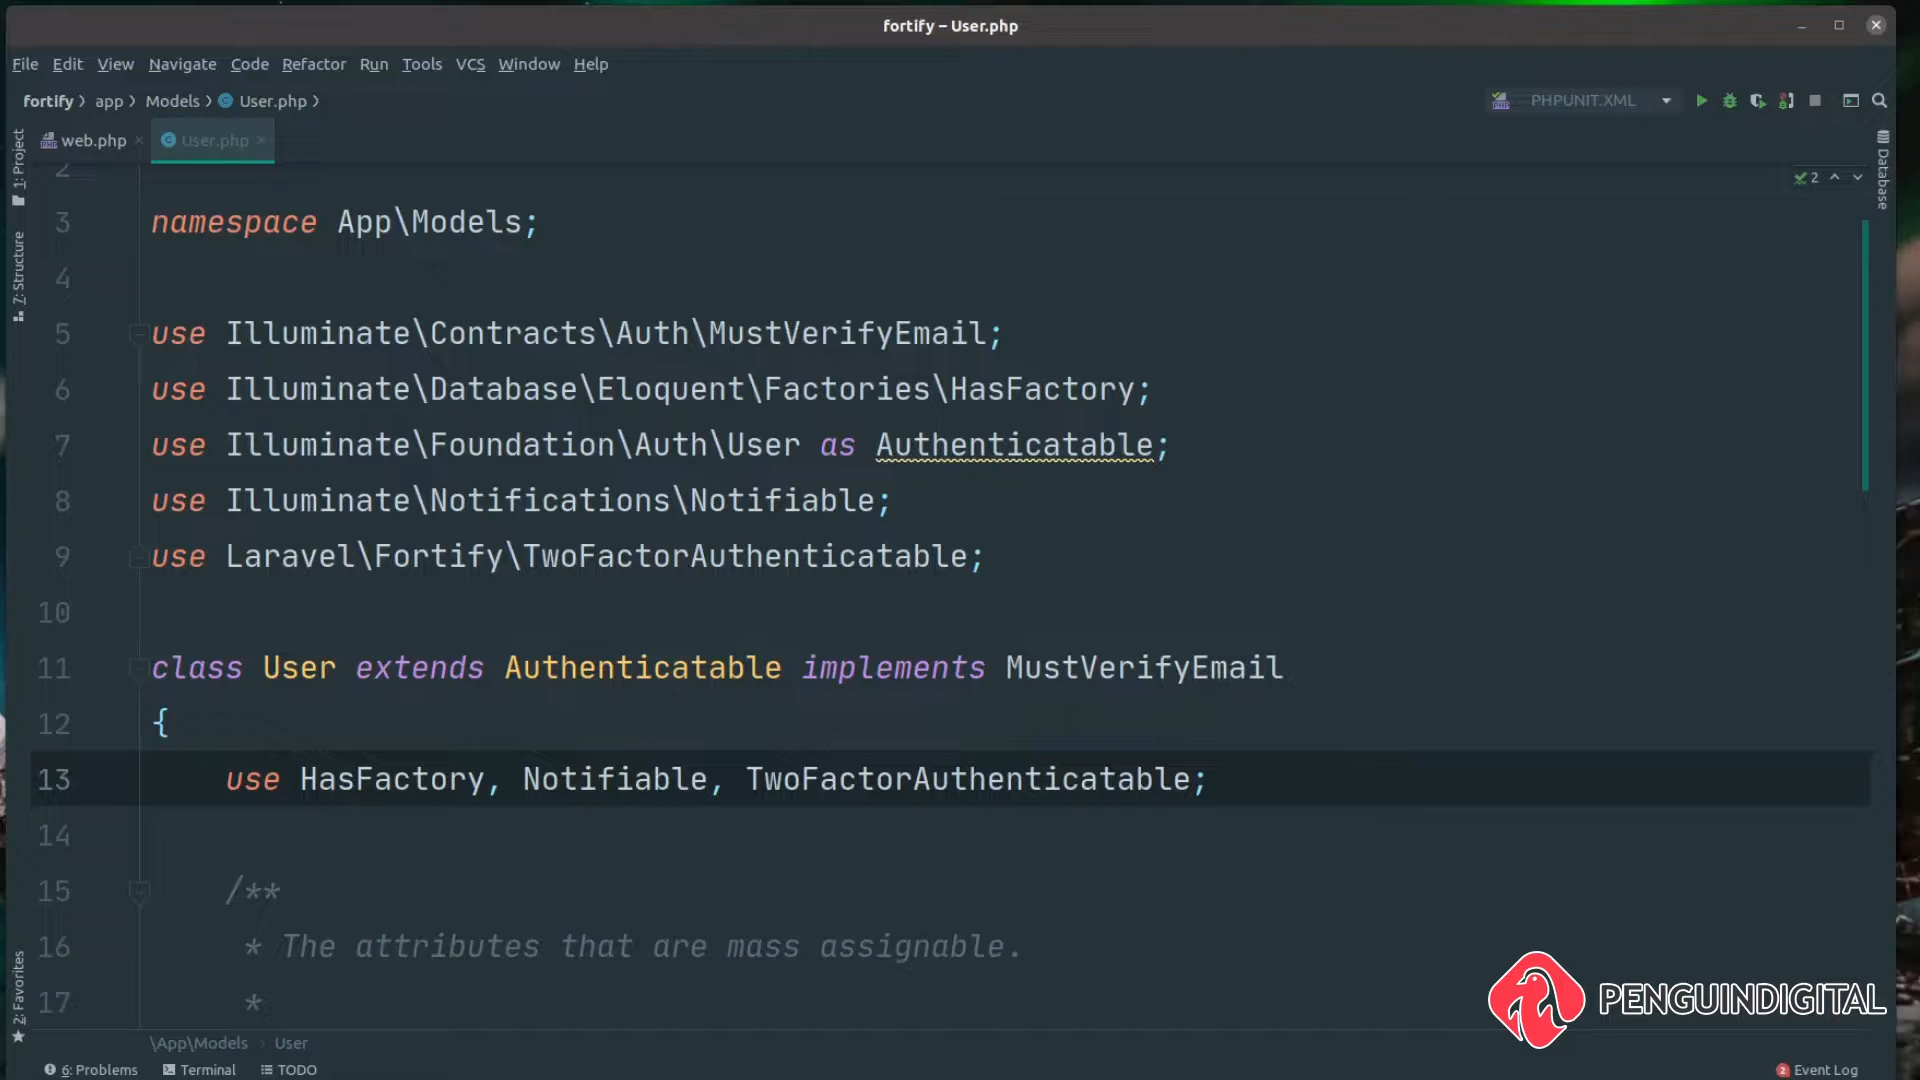 fortify – User.php
File Edit View Navigate Code Refactor Run Tools VCS Window Help
fortify app Models User.php
PHPUNIT.XML
web.php User.php
1: Project
7: Structure
2: Favorites
Database
2
2
3 namespace App\Models;
4
5 use Illuminate\Contracts\Auth\MustVerifyEmail;
6 use Illuminate\Database\Eloquent\Factories\HasFactory;
7 use Illuminate\Foundation\Auth\User as Authenticatable;
8 use Illuminate\Notifications\Notifiable;
9 use Laravel\Fortify\TwoFactorAuthenticatable;
10
11 class User extends Authenticatable implements MustVerifyEmail
12 {
13 use HasFactory, Notifiable, TwoFactorAuthenticatable;
14
15 /**
16 * The attributes that are mass assignable.
17 *
PENGUINDIGITAL
\App\Models › User
6: Problems Terminal TODO
2 Event Log